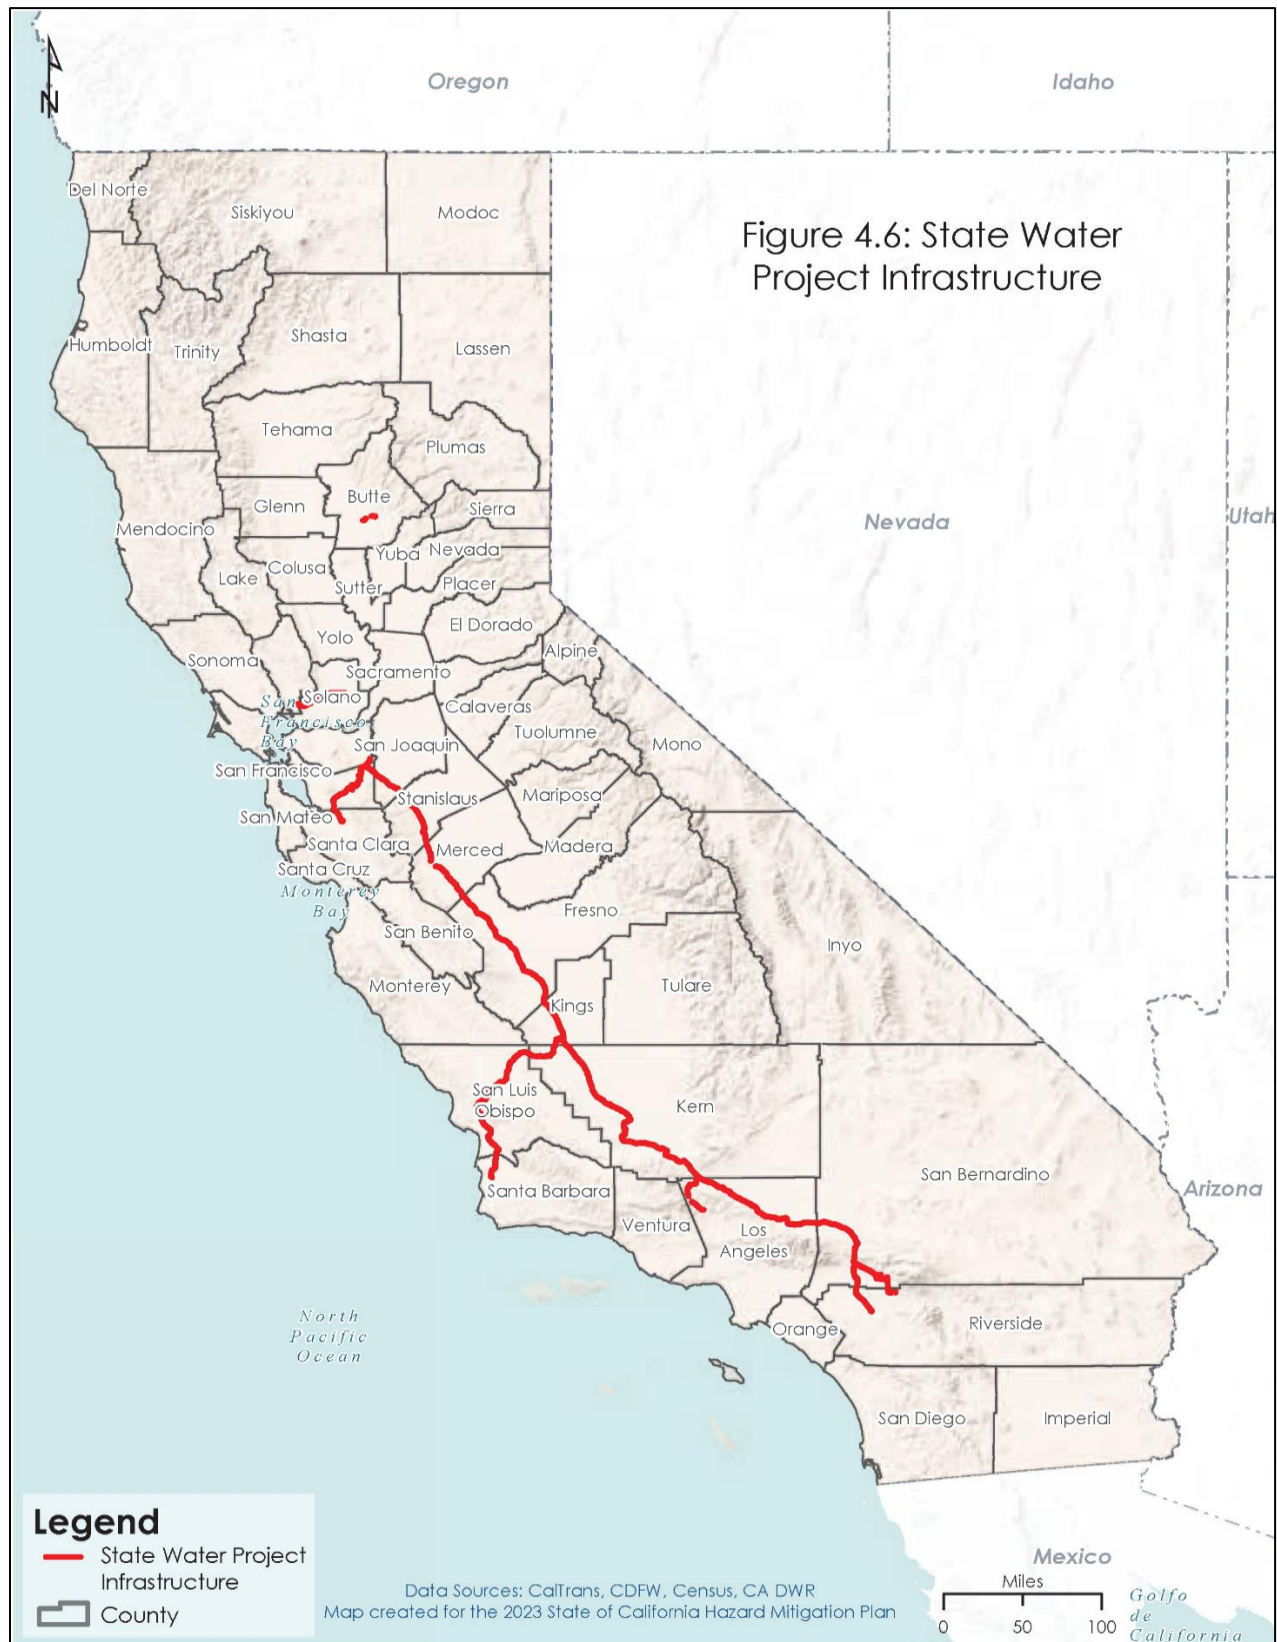 N
Oregon
Idaho
Figure 4.6: State Water
Project Infrastructure
Del Norte
Siskiyou
Modoc
Humboldt
Trinity
Shasta
Lassen
Tehama
Plumas
Butte
Glenn
Sierra
Mendocino
Nevada
Utah
Yuba
Nevada
Colusa
Lake
Sutter
Placer
El Dorado
Yolo
Sonoma
Alpine
Sacramento
Solano
San
Francisco
Bay
Calaveras
Tuolumne
San Joaquin
Mono
San Francisco
Stanislaus
Mariposa
San Mateo
Santa Clara
Merced
Madera
Santa Cruz
Monterey
Bay
Fresno
San Benito
Inyo
Monterey
Tulare
Kings
San Luis
Obispo
Kern
San Bernardino
Arizona
Santa Barbara
Ventura
Los
Angeles
North
Pacific
Ocean
Orange
Riverside
San Diego
Imperial
Legend
State Water Project
Infrastructure
County
Data Sources: CalTrans, CDFW, Census, CA DWR
Map created for the 2023 State of California Hazard Mitigation Plan
Mexico
Miles
0 50 100
Golfo
de
California